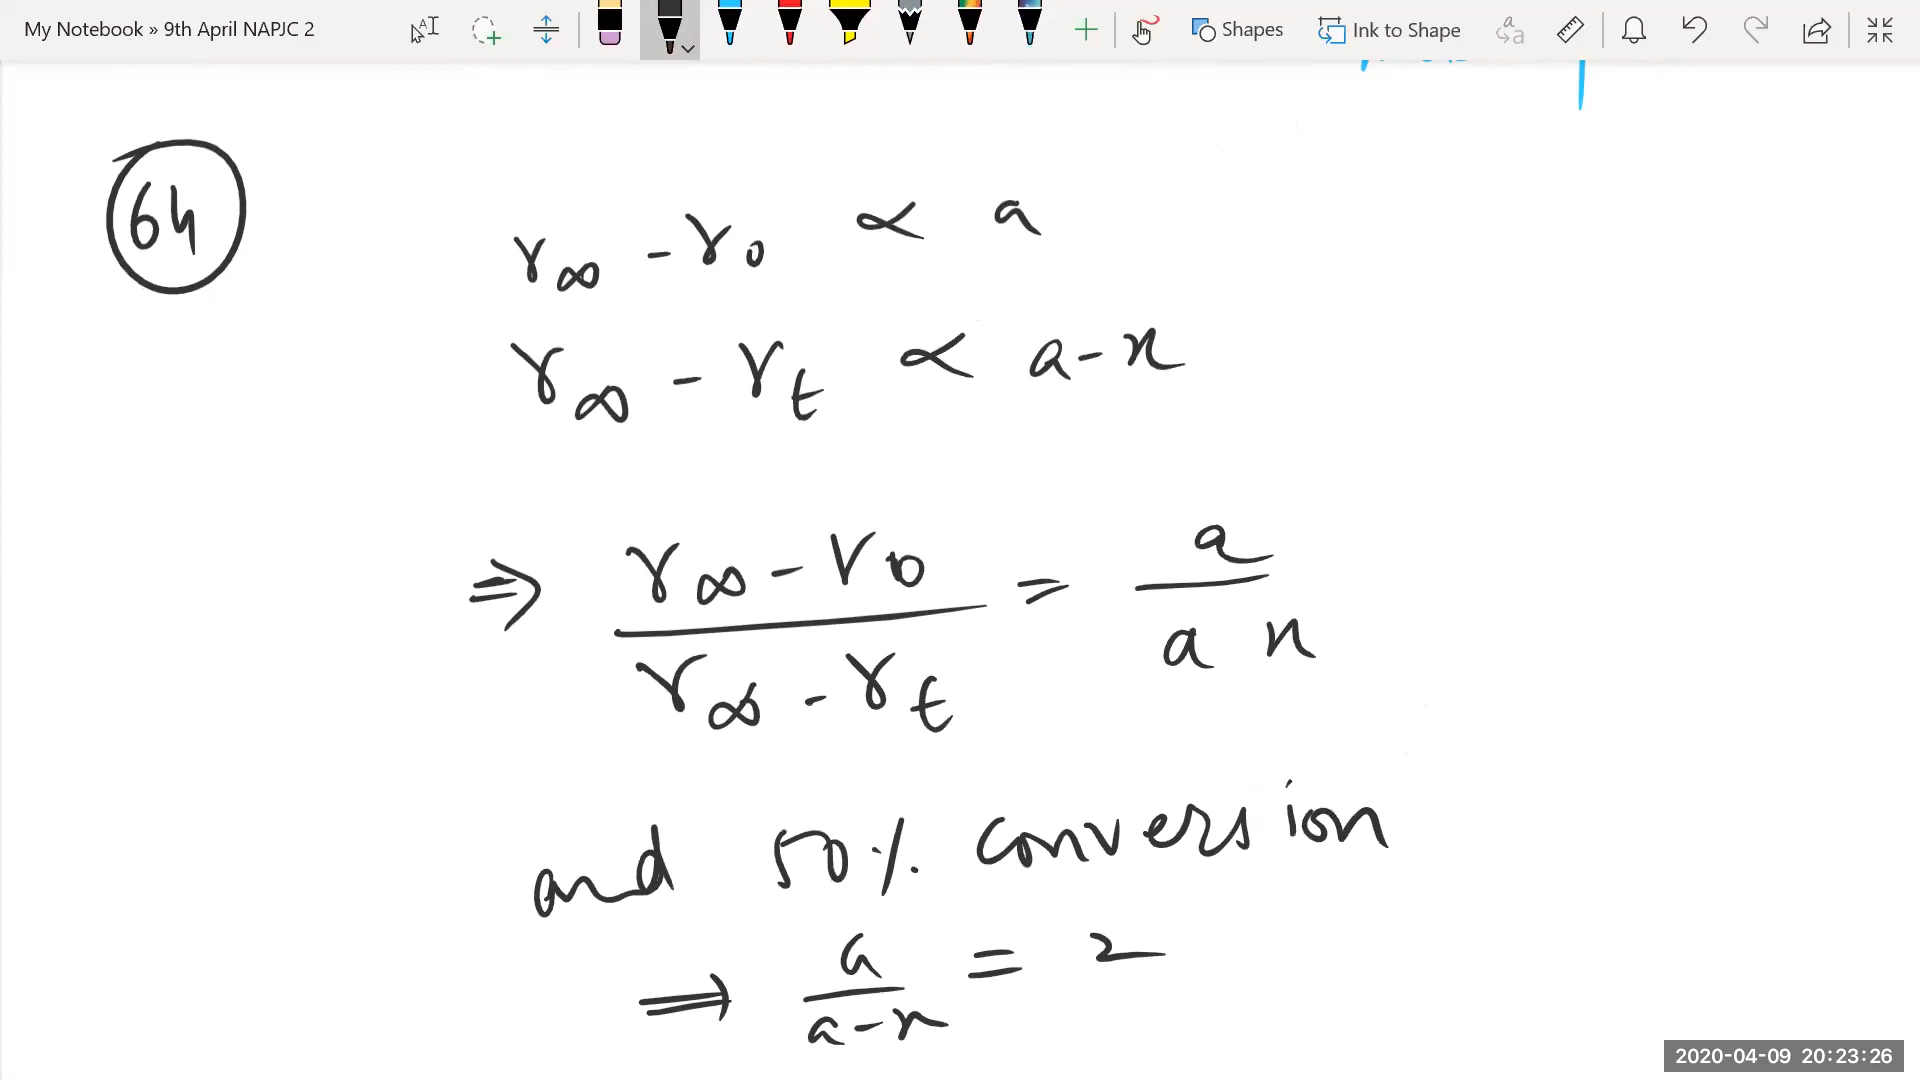 My Notebook » 9th April NAPJC 2
Shapes
Ink to Shape
64
r∞ - r0 ∝ a
r∞ - rt ∝ a-x
⇒ r∞ - r0 / r∞ - rt = a / a x
and 50% conversion
⇒ a / a-x = 2
2020-04-09 20:23:26